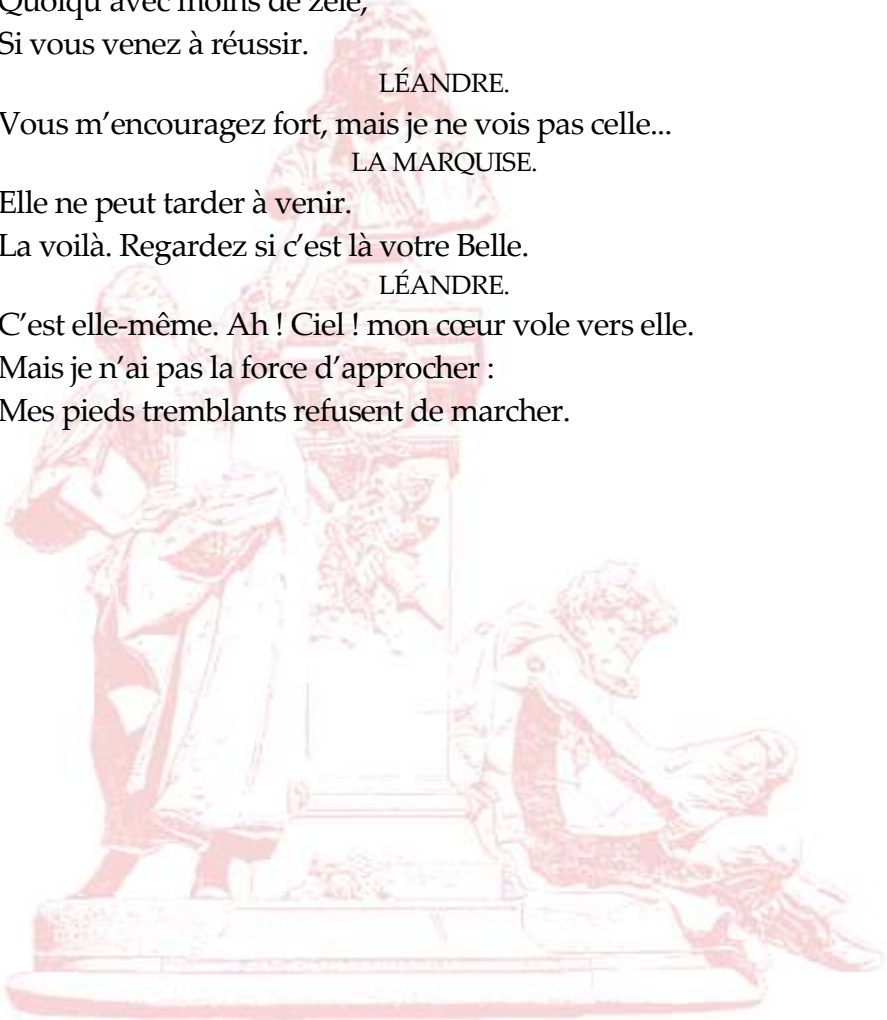 Quoiqu'avec moins de zèle,
Si vous venez à réussir.
LÉANDRE.
Vous m’encouragez fort, mais je ne vois pas celle...
LA MARQUISE.
Elle ne peut tarder à venir.
La voilà. Regardez si c’est là votre Belle.
LÉANDRE.
C’est elle-même. Ah ! Ciel ! mon cœur vole vers elle.
Mais je n’ai pas la force d’approcher :
Mes pieds tremblants refusent de marcher.